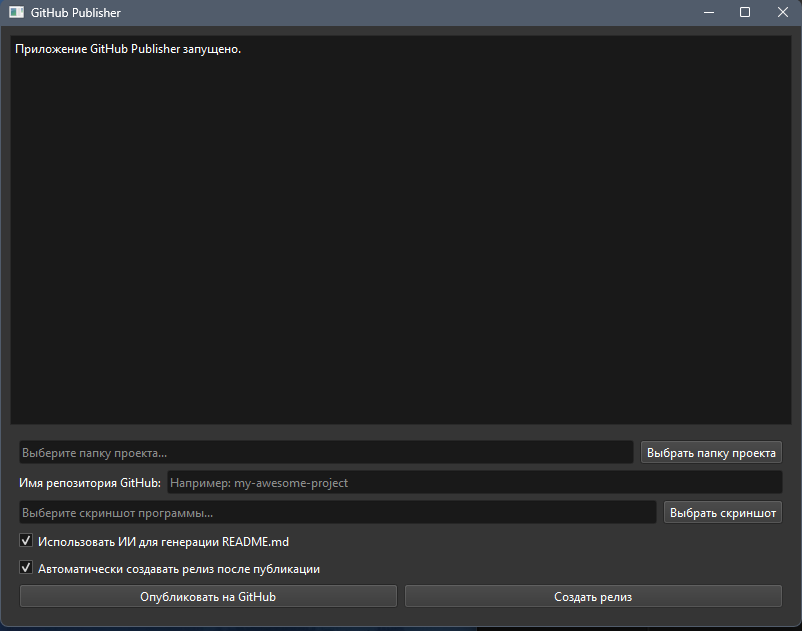 GitHub Publisher
Приложение GitHub Publisher запущено.
Выберите папку проекта...
Выбрать папку проекта
Имя репозитория GitHub:
Например: my-awesome-project
Выберите скриншот программы...
Выбрать скриншот
Использовать ИИ для генерации README.md
Автоматически создавать релиз после публикации
Опубликовать на GitHub
Создать релиз